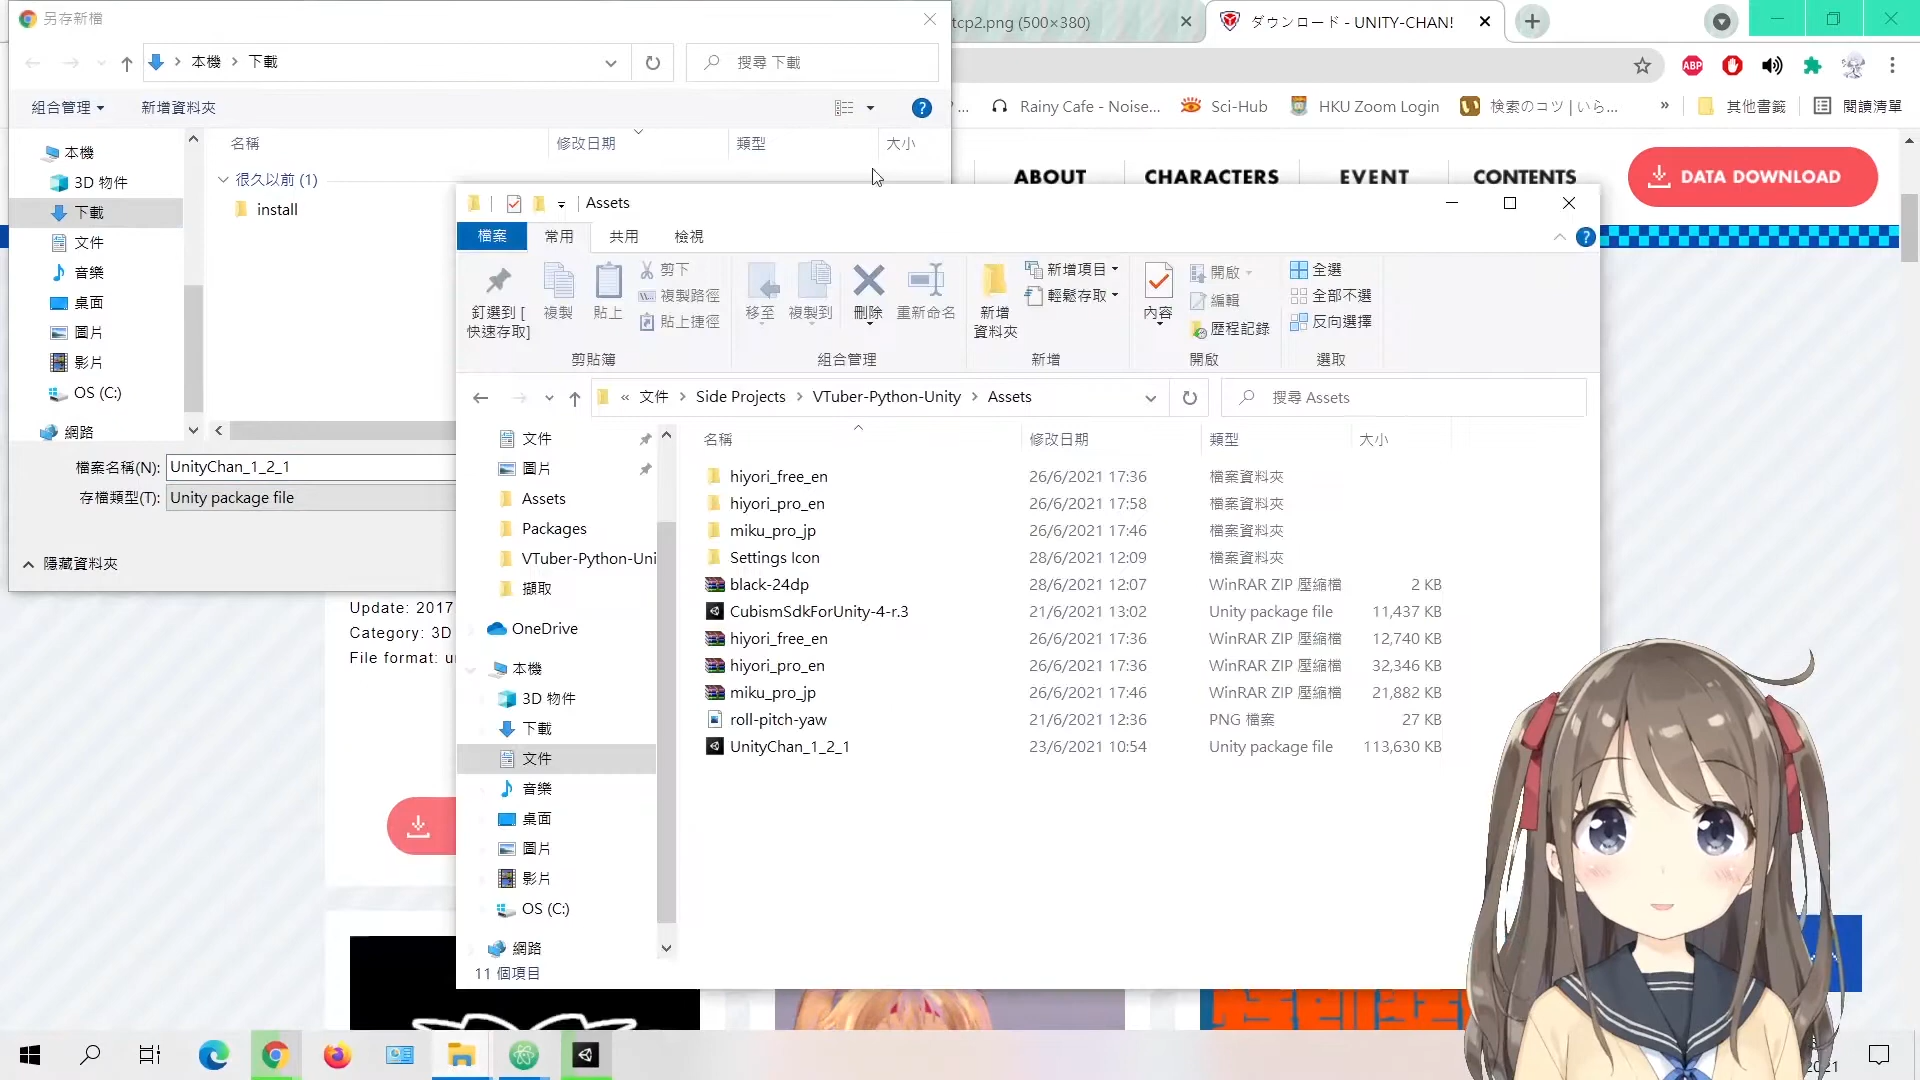 另存新檔
tcp2.png (500×380)
ダウンロード - UNITY-CHAN!
本機 下載
搜尋 下載
組合管理
新增資料夾
名稱
修改日期
類型
大小
很久以前 (1)
install
本機
3D 物件
下載
文件
音樂
桌面
圖片
影片
OS (C:)
網路
檔案名稱(N):
UnityChan_1_2_1
存檔類型(T):
Unity package file
隱藏資料夾
ABP
Rainy Cafe - Noise...
Sci-Hub
HKU Zoom Login
検索のコツ | いら...
其他書籤
閱讀清單
ABOUT
CHARACTERS
EVENT
CONTENTS
DATA DOWNLOAD
Assets
檔案
常用
共用
檢視
釘選到 [
快速存取]
複製
貼上
剪下
複製路徑
貼上捷徑
剪貼簿
移至
複製到
刪除
重新命名
組合管理
新增
資料夾
新增項目
輕鬆存取
新增
內容
開啟
編輯
歷程記錄
開啟
全選
全部不選
反向選擇
選取
« 文件 Side Projects VTuber-Python-Unity Assets
搜尋 Assets
文件
圖片
Assets
Packages
VTuber-Python-Uni
擷取
OneDrive
本機
3D 物件
下載
文件
音樂
桌面
圖片
影片
OS (C:)
網路
名稱 修改日期 類型 大小
hiyori_free_en 26/6/2021 17:36 檔案資料夾
hiyori_pro_en 26/6/2021 17:58 檔案資料夾
miku_pro_jp 26/6/2021 17:46 檔案資料夾
Settings Icon 28/6/2021 12:09 檔案資料夾
black-24dp 28/6/2021 12:07 WinRAR ZIP 壓縮檔 2 KB
CubismSdkForUnity-4-r.3 21/6/2021 13:02 Unity package file 11,437 KB
hiyori_free_en 26/6/2021 17:36 WinRAR ZIP 壓縮檔 12,740 KB
hiyori_pro_en 26/6/2021 17:36 WinRAR ZIP 壓縮檔 32,346 KB
miku_pro_jp 26/6/2021 17:46 WinRAR ZIP 壓縮檔 21,882 KB
roll-pitch-yaw 21/6/2021 12:36 PNG 檔案 27 KB
UnityChan_1_2_1 23/6/2021 10:54 Unity package file 113,630 KB
11 個項目
Update: 2017
Category: 3D
File format:
2021